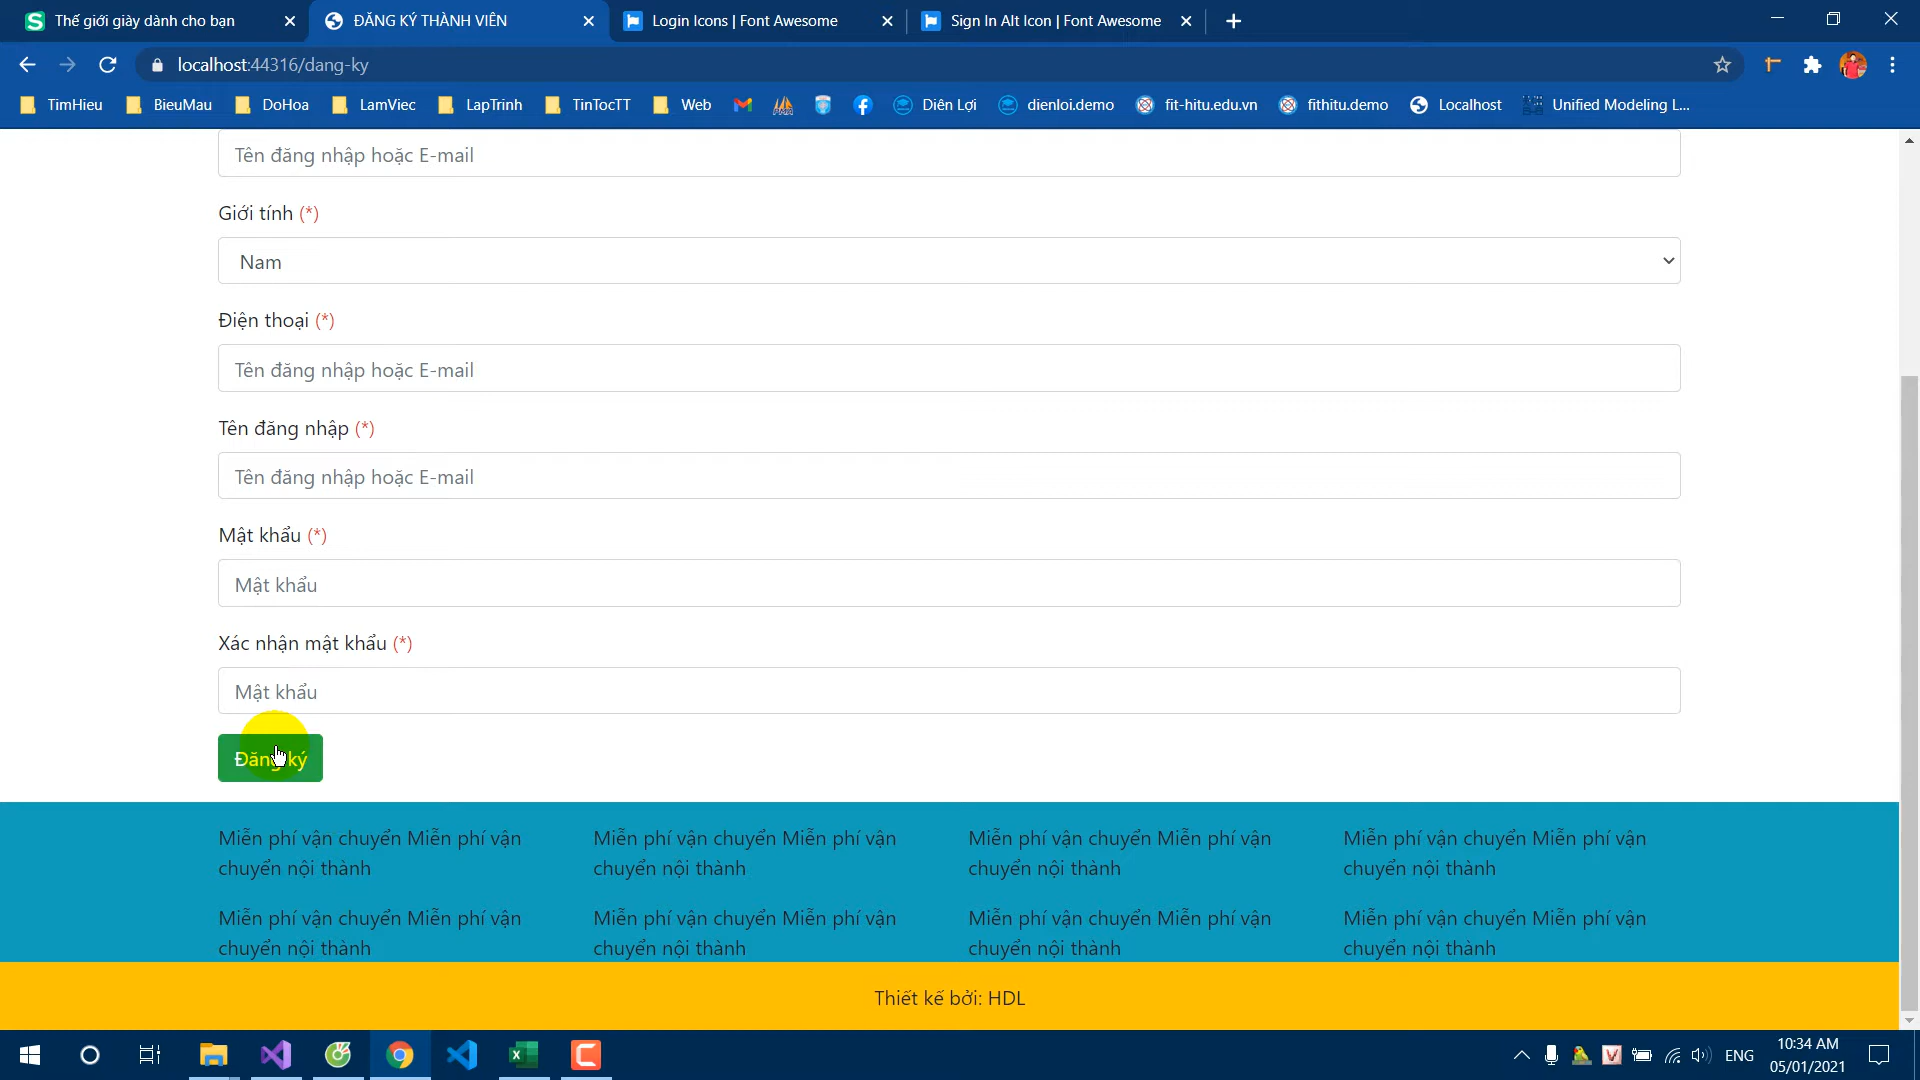 Thế giới giày dành cho bạn
ĐĂNG KÝ THÀNH VIÊN
Login Icons | Font Awesome
Sign In Alt Icon | Font Awesome
localhost:44316/dang-ky
TimHieu
BieuMau
DoHoa
LamViec
LapTrinh
TinTocTT
Web
Diên Lợi
dienloi.demo
fit-hitu.edu.vn
fithitu.demo
Localhost
Unified Modeling L...
Tên đăng nhập hoặc E-mail
Giới tính (*)
Nam
Điện thoại (*)
Tên đăng nhập hoặc E-mail
Tên đăng nhập (*)
Tên đăng nhập hoặc E-mail
Mật khẩu (*)
Mật khẩu
Xác nhận mật khẩu (*)
Mật khẩu
Đăng ký
Miễn phí vận chuyển Miễn phí vận
chuyển nội thành
Miễn phí vận chuyển Miễn phí vận
chuyển nội thành
Miễn phí vận chuyển Miễn phí vận
chuyển nội thành
Miễn phí vận chuyển Miễn phí vận
chuyển nội thành
Miễn phí vận chuyển Miễn phí vận
chuyển nội thành
Miễn phí vận chuyển Miễn phí vận
chuyển nội thành
Miễn phí vận chuyển Miễn phí vận
chuyển nội thành
Miễn phí vận chuyển Miễn phí vận
chuyển nội thành
Thiết kế bởi: HDL
ENG
10:34 AM
05/01/2021